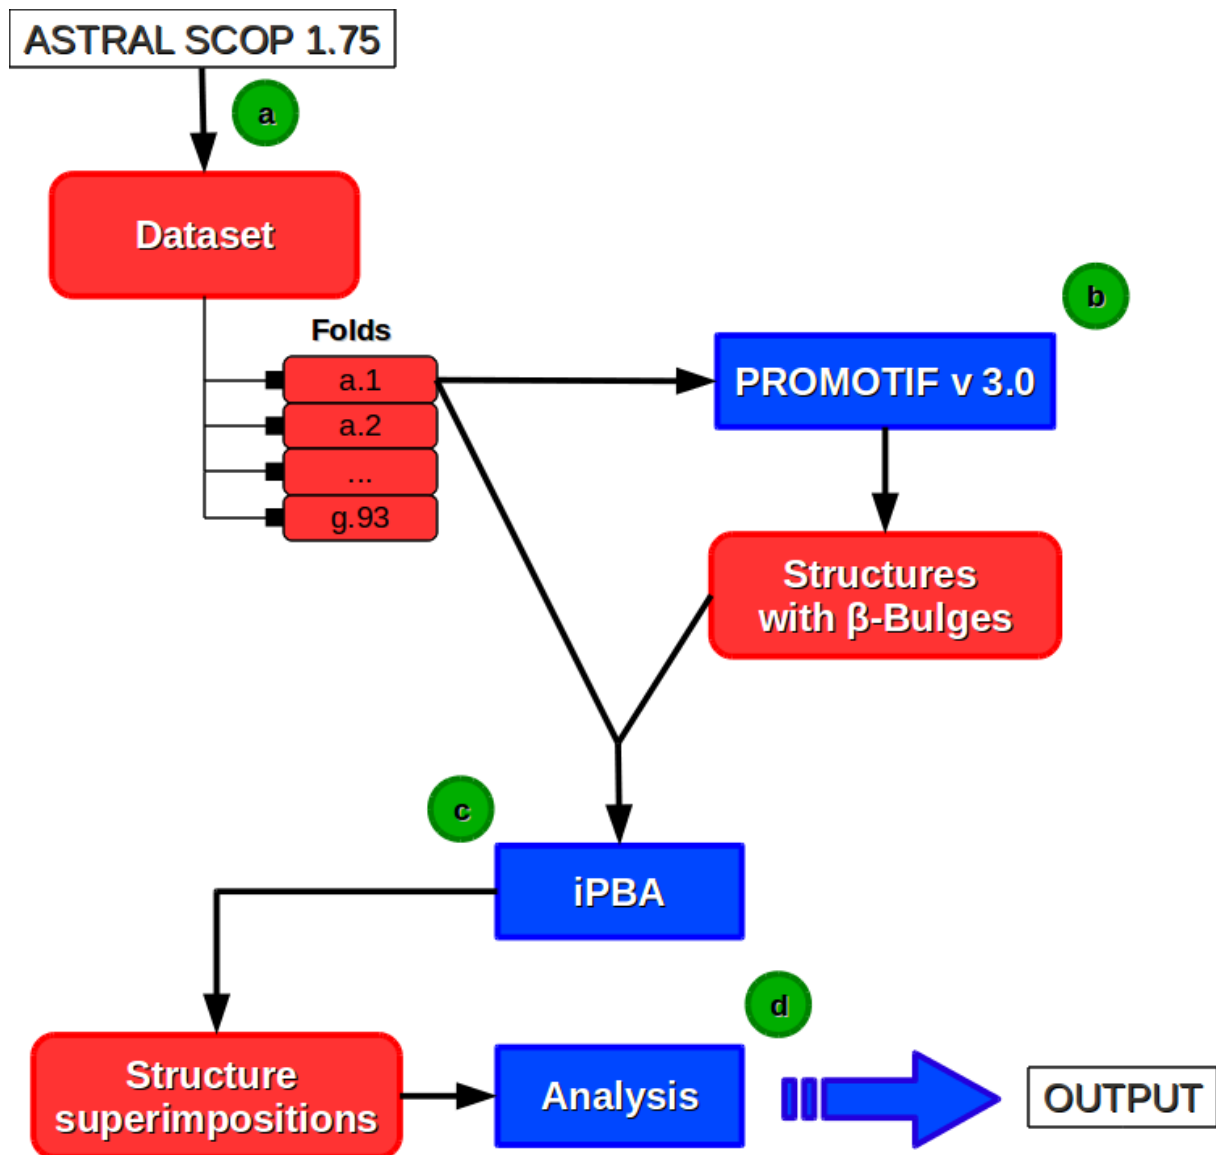 ASTRAL SCOP 1.75
a
Dataset
Folds
a.1
a.2
...
g.93
b
PROMOTIF v 3.0
Structures
with β-Bulges
c
iPBA
Structure
superimpositions
d
Analysis
OUTPUT